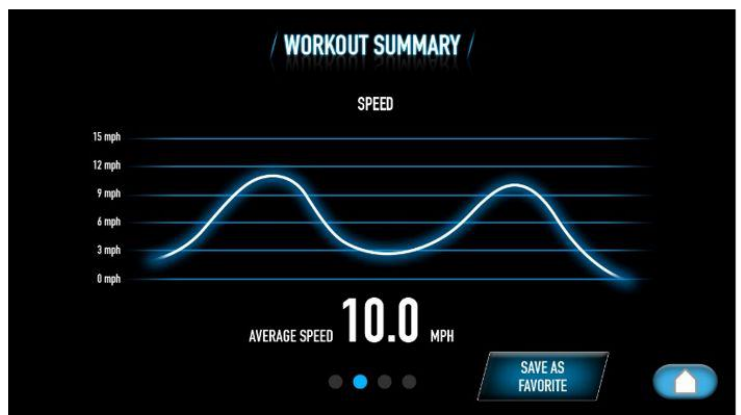 WORKOUT SUMMARY
SPEED
15 mph
12 mph
9 mph
6 mph
3 mph
0 mph
AVERAGE SPEED 10.0 MPH
SAVE AS
FAVORITE